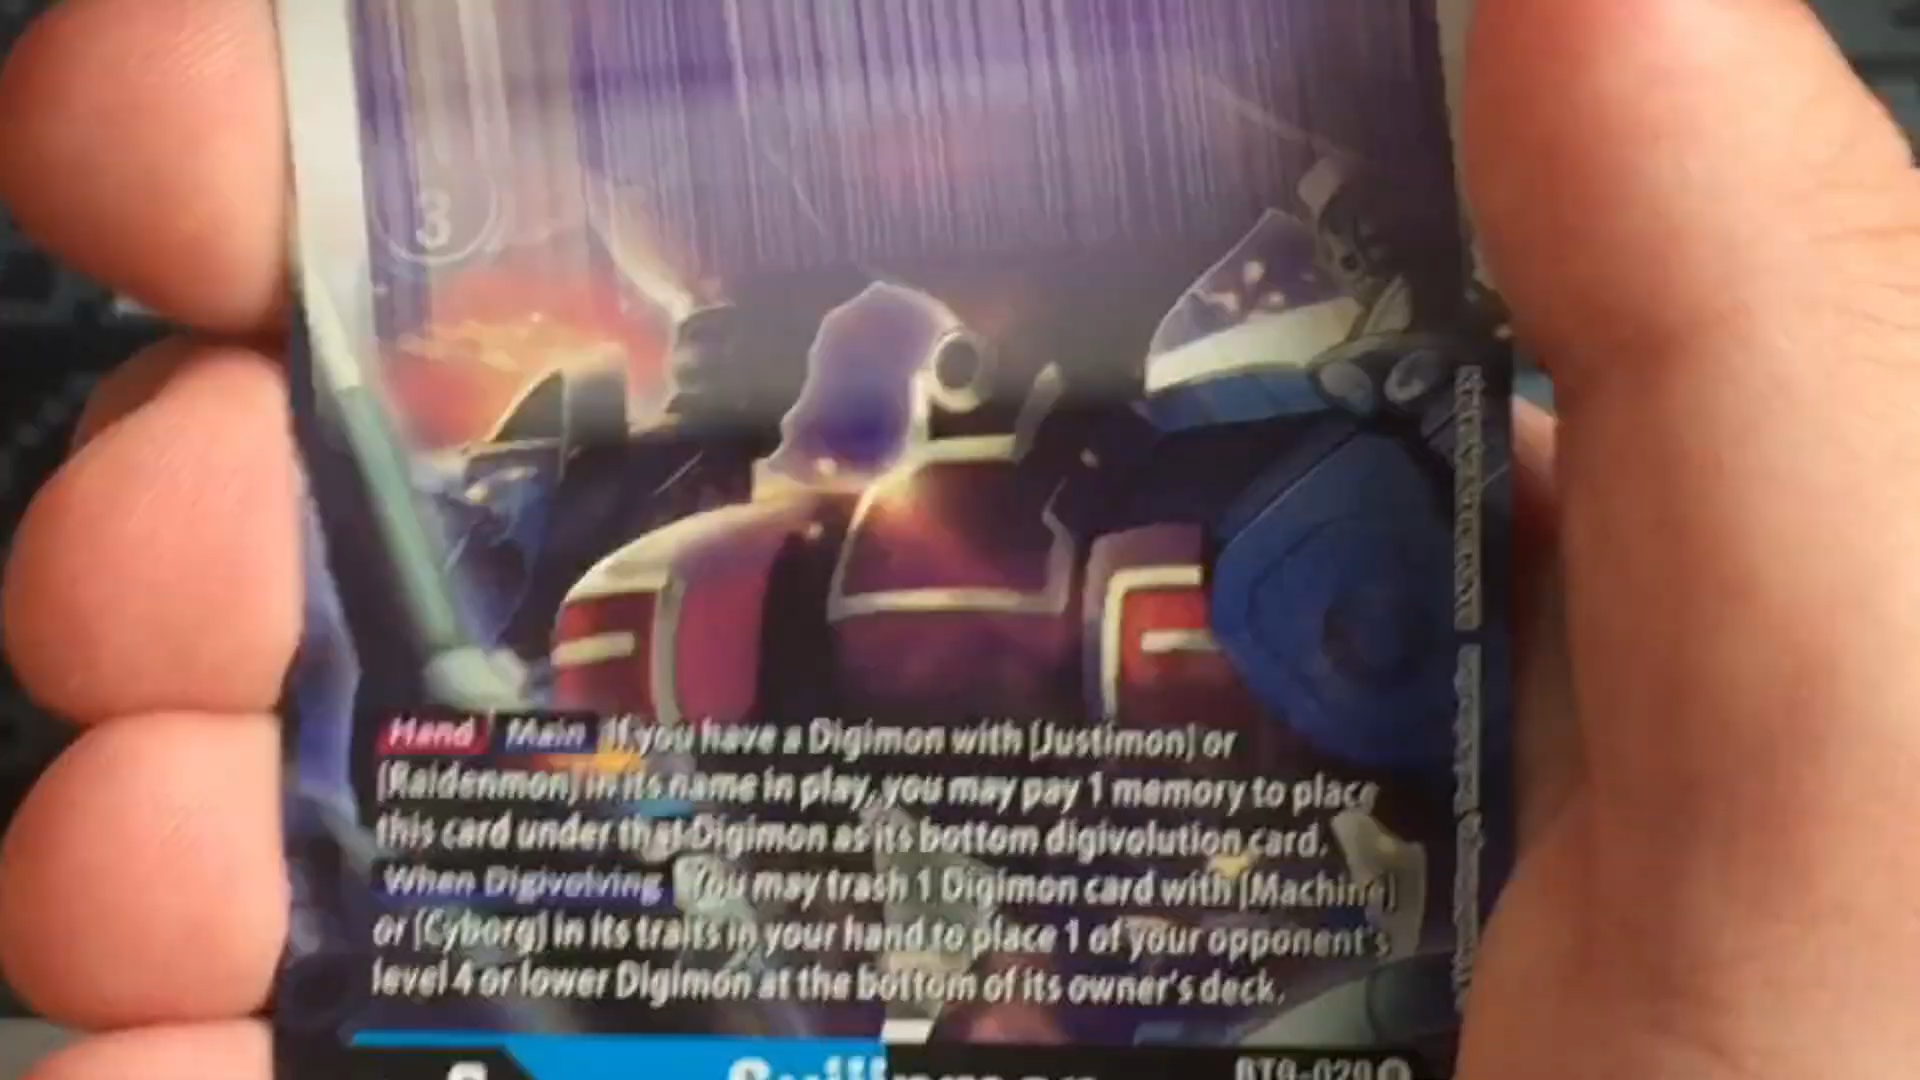 3
Hand Main If you have a Digimon with [Justimon] or
[Raidenmon] in its name in play, you may pay 1 memory to place
this card under that Digimon as its bottom digivolution card.
When Digivolving You may trash 1 Digimon card with [Machine]
or [Cyborg] in its traits in your hand to place 1 of your opponent's
level 4 or lower Digimon at the bottom of its owner's deck.
BT9-029